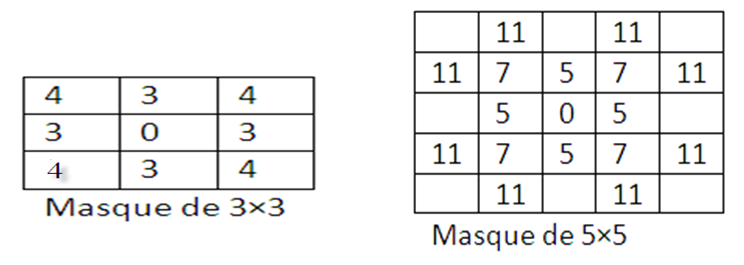 4 3 4
3 0 3
4 3 4
Masque de 3×3
11 11
11 7 5 7 11
5 0 5
11 7 5 7 11
11 11
Masque de 5×5